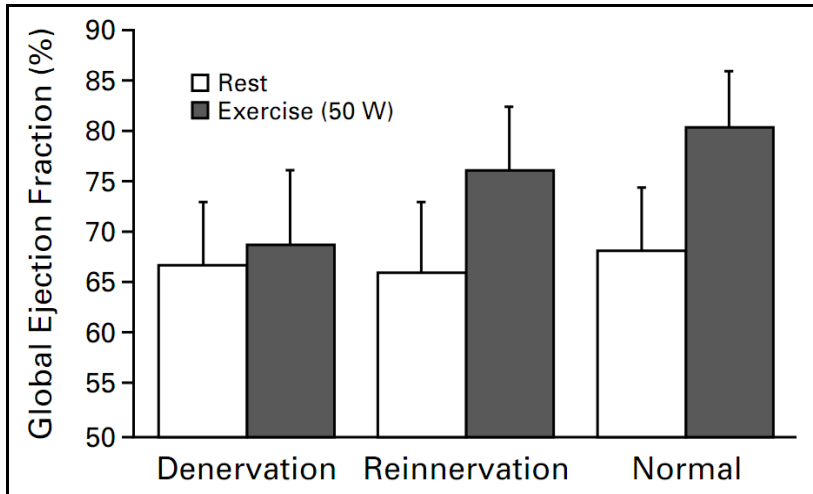 Global Ejection Fraction (%)
90
85
80
75
70
65
60
55
50
Rest
Exercise (50 W)
Denervation Reinnervation Normal